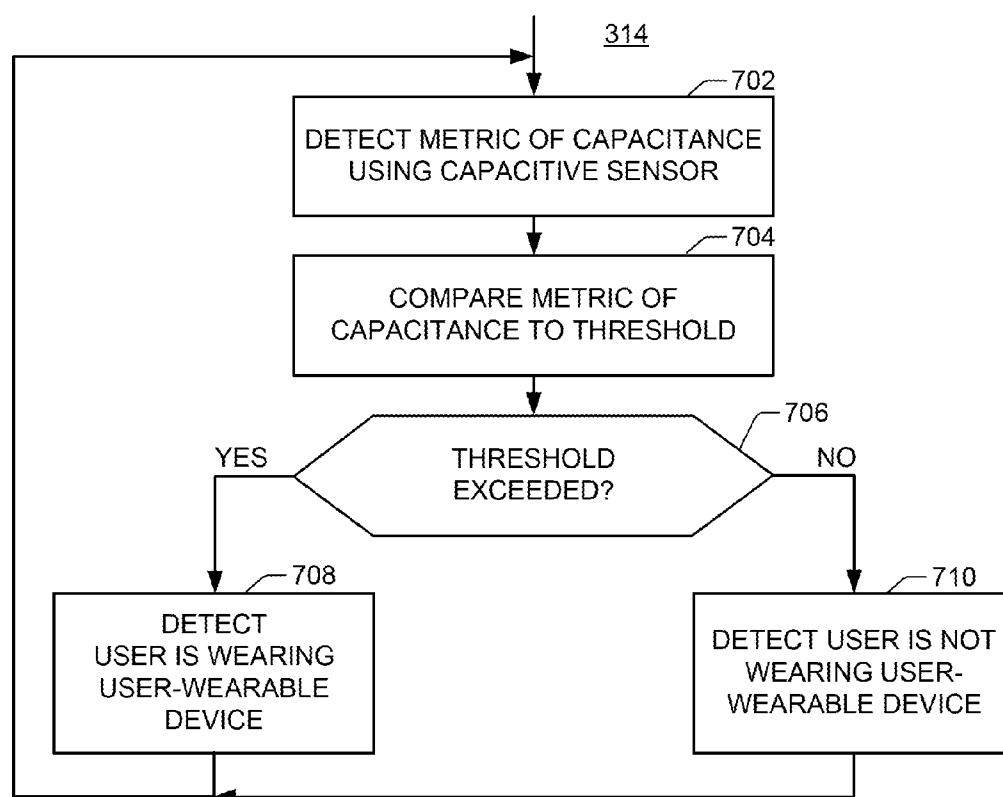 314
702
DETECT METRIC OF CAPACITANCE
USING CAPACITIVE SENSOR
704
COMPARE METRIC OF
CAPACITANCE TO THRESHOLD
706
YES
THRESHOLD
EXCEEDED?
NO
708
DETECT
USER IS WEARING
USER-WEARABLE
DEVICE
710
DETECT USER IS NOT
WEARING USER-
WEARABLE DEVICE